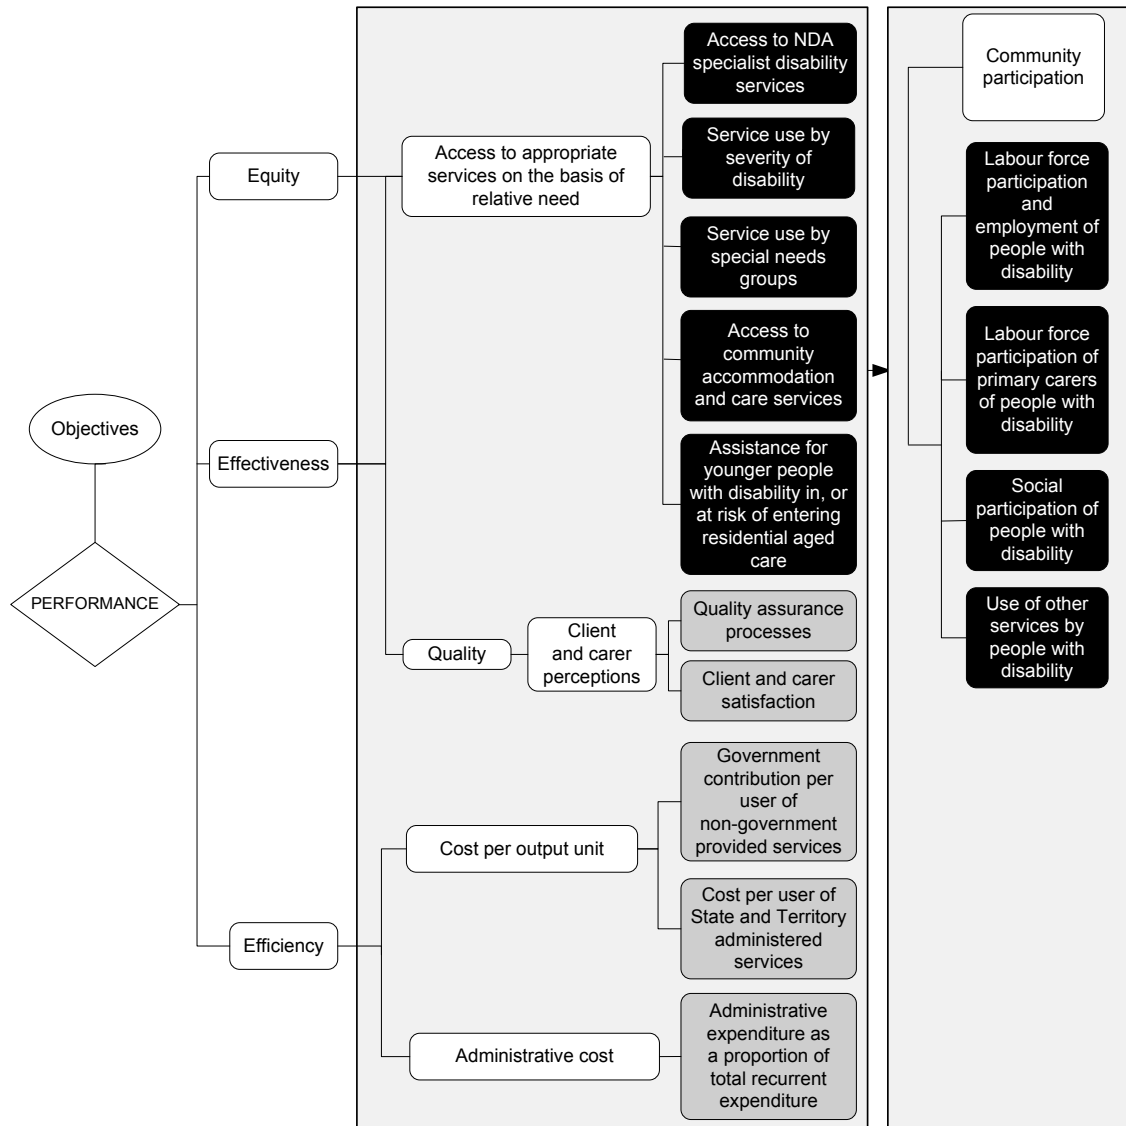 Objectives
PERFORMANCE
Equity
Effectiveness
Efficiency
Access to appropriate
services on the basis of
relative need
Quality
Client
and carer
perceptions
Cost per output unit
Administrative cost
Access to NDA
specialist disability
services
Service use by
severity of
disability
Service use by
special needs
groups
Access to
community
accommodation
and care services
Assistance for
younger people
with disability in, or
at risk of entering
residential aged
care
Quality assurance
processes
Client and carer
satisfaction
Government
contribution per
user of
non-government
provided services
Cost per user of
State and Territory
administered
services
Administrative
expenditure as
a proportion of
total recurrent
expenditure
Community
participation
Labour force
participation
and
employment of
people with
disability
Labour force
participation of
primary carers
of people with
disability
Social
participation of
people with
disability
Use of other
services by
people with
disability